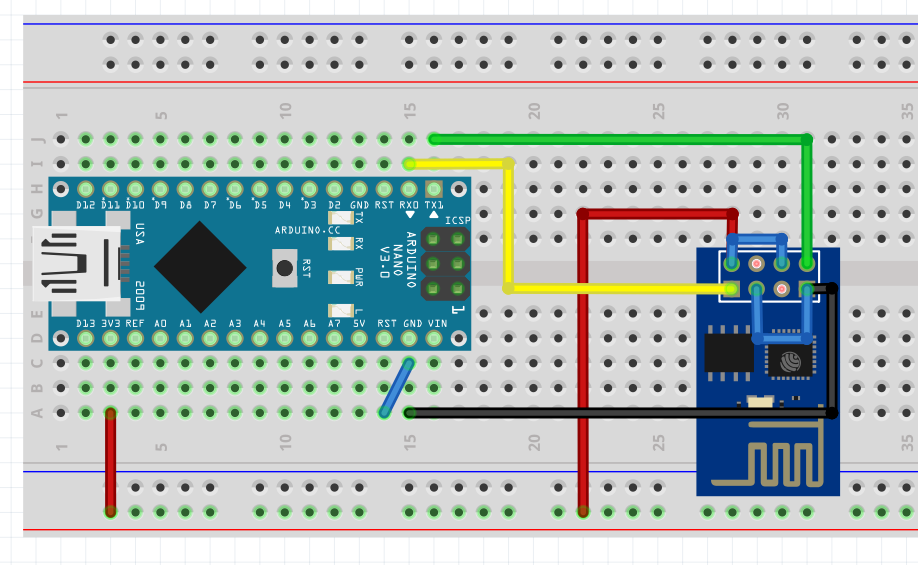 1 5 10 15 20 25 30 35
J
I
H
D12 D11 D10 D9 D8 D7 D6 D5 D4 D3 D2 GND RST RX0 TX1
G
TX
ICSP
ARDUINO.CC
USA
RX
ARDUINO
NANO
V3.0
RST
PWR
2009
E
L
1
D13 3V3 REF A0 A1 A2 A3 A4 A5 A6 A7 5V RST GND VIN
D
C
B
A
1 5 10 15 20 25 30 35